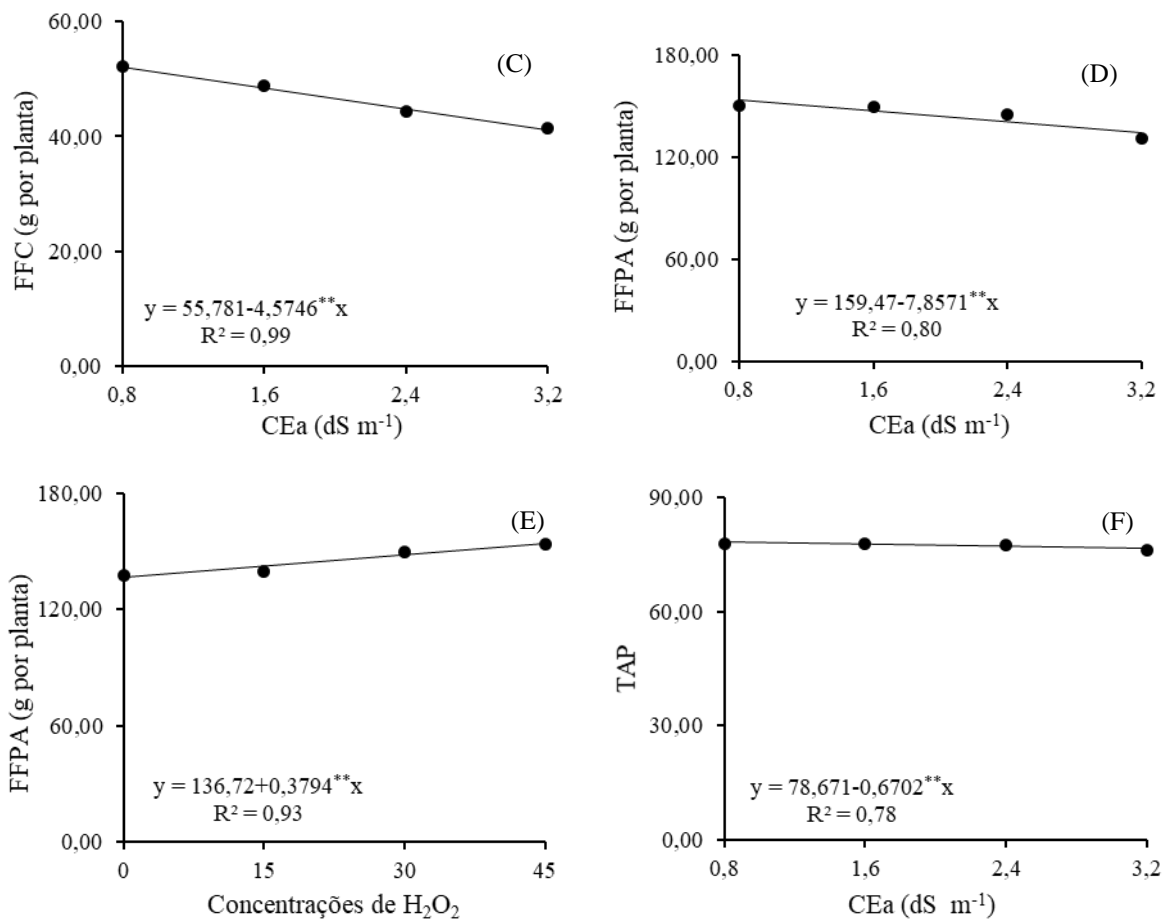 (C)
FFC (g por planta)
60,00
40,00
20,00
0,00
y = 55,781-4,5746**x
R² = 0,99
0,8 1,6 2,4 3,2
CEa (dS m⁻¹)
(D)
FFPA (g por planta)
180,00
120,00
60,00
0,00
y = 159,47-7,8571**x
R² = 0,80
0,8 1,6 2,4 3,2
CEa (dS m⁻¹)
(E)
FFPA (g por planta)
180,00
120,00
60,00
0,00
y = 136,72+0,3794**x
R² = 0,93
0 15 30 45
Concentrações de H₂O₂
(F)
TAP
90,00
60,00
30,00
0,00
y = 78,671-0,6702**x
R² = 0,78
0,8 1,6 2,4 3,2
CEa (dS m⁻¹)